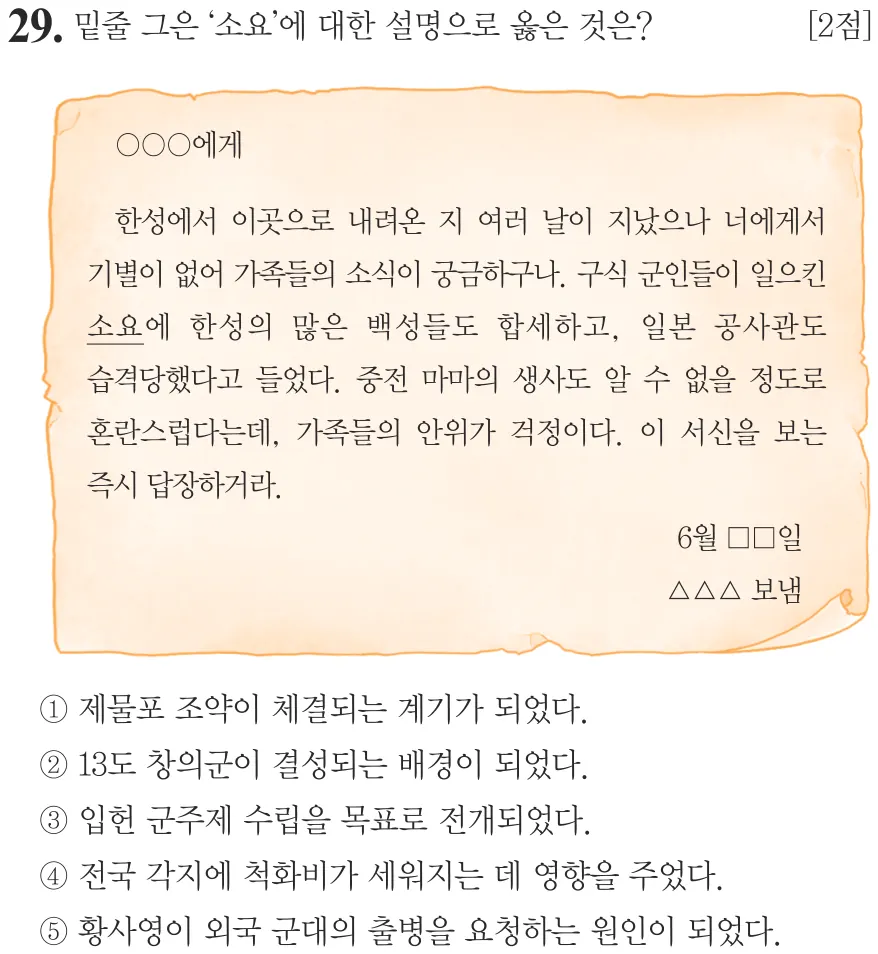 29. 밑줄 그은 ‘소요’에 대한 설명으로 옳은 것은? [2점]
○○○에게
한성에서 이곳으로 내려온 지 여러 날이 지났으나 너에게서
기별이 없어 가족들의 소식이 궁금하구나. 구식 군인들이 일으킨
소요에 한성의 많은 백성들도 합세하고, 일본 공사관도
습격당했다고 들었다. 중전 마마의 생사도 알 수 없을 정도로
혼란스럽다는데, 가족들의 안위가 걱정이다. 이 서신을 보는
즉시 답장하거라.
6월 □□일
△△△ 보냄
① 제물포 조약이 체결되는 계기가 되었다.
② 13도 창의군이 결성되는 배경이 되었다.
③ 입헌 군주제 수립을 목표로 전개되었다.
④ 전국 각지에 척화비가 세워지는 데 영향을 주었다.
⑤ 황사영이 외국 군대의 출병을 요청하는 원인이 되었다.